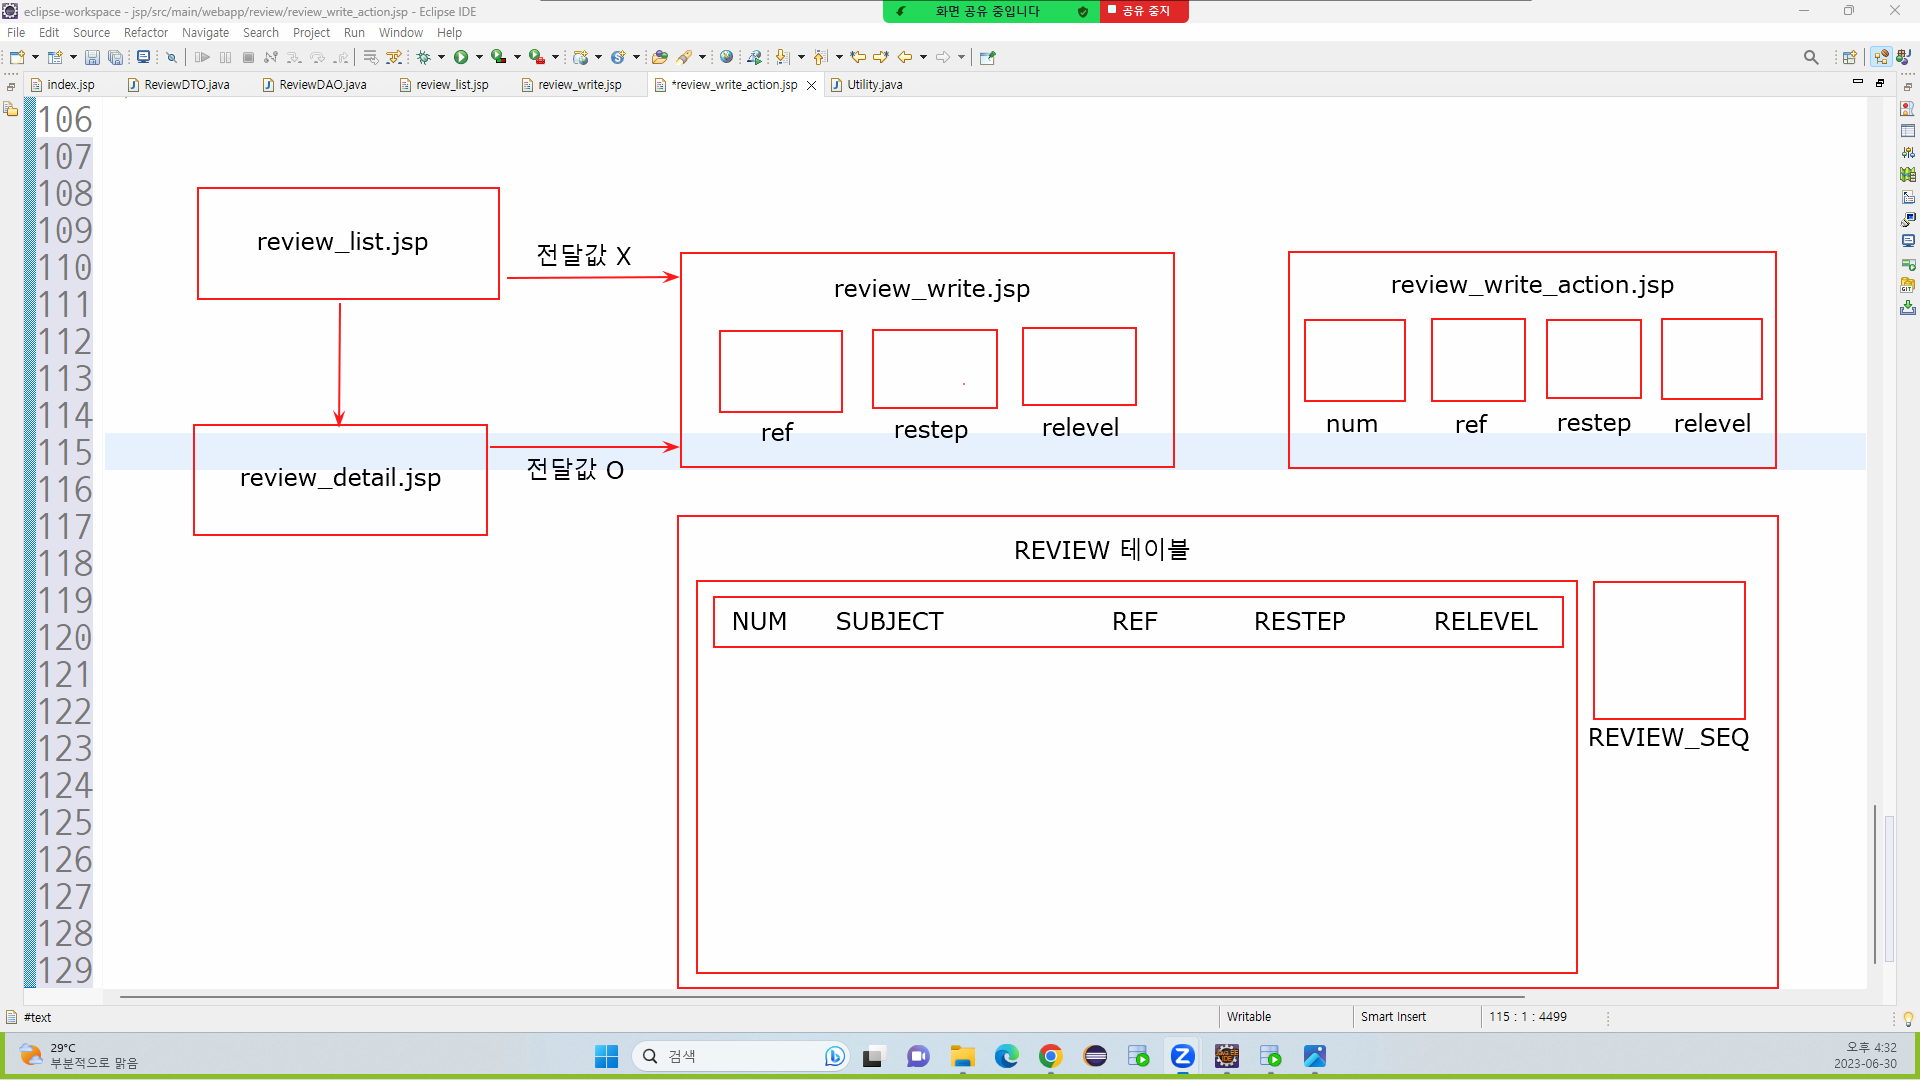 eclipse-workspace - jsp/src/main/webapp/review/review_write_action.jsp - Eclipse IDE
화면 공유 중입니다
공유 중지
File Edit Source Refactor Navigate Search Project Run Window Help
index.jsp ReviewDTO.java ReviewDAO.java review_list.jsp review_write.jsp *review_write_action.jsp Utility.java
106
107
108
109
110
111
112
113
114
115
116
117
118
119
120
121
122
123
124
125
126
127
128
129
review_list.jsp
전달값 X
review_write.jsp
ref
restep
relevel
review_write_action.jsp
num
ref
restep
relevel
review_detail.jsp
전달값 O
REVIEW 테이블
NUM SUBJECT REF RESTEP RELEVEL
REVIEW_SEQ
#text
Writable
Smart Insert
115 : 1 : 4499
29°C
부분적으로 맑음
검색
오후 4:32
2023-06-30